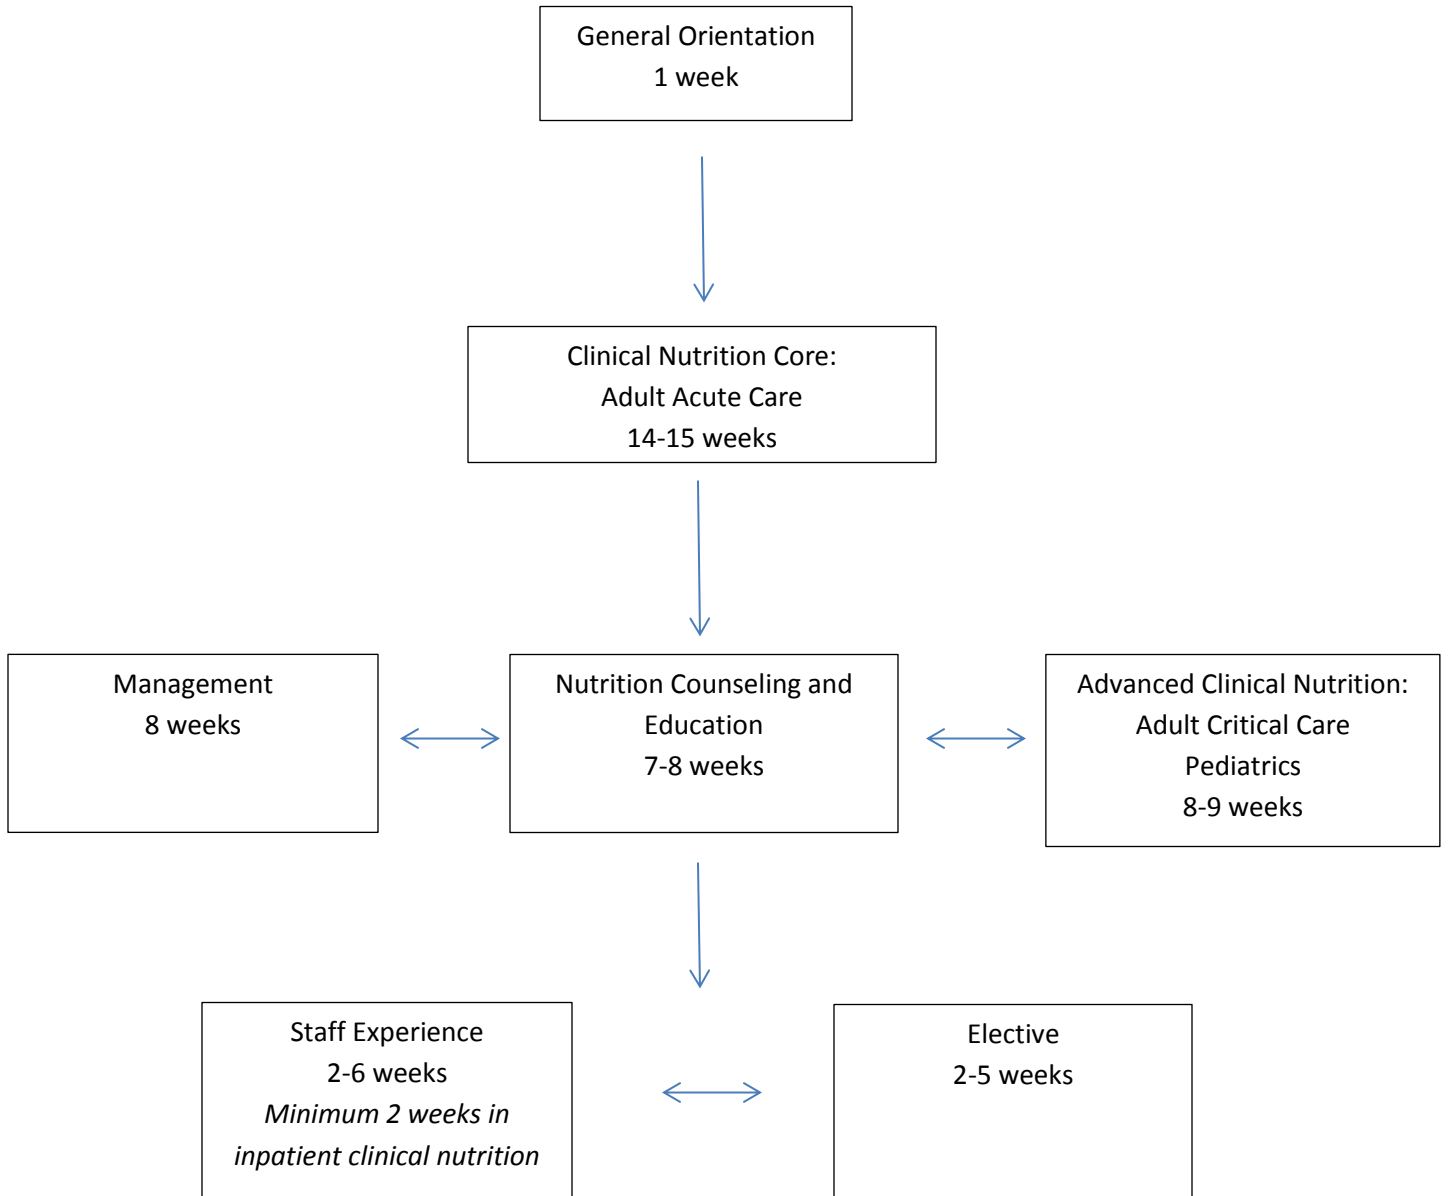 General Orientation
1 week
Clinical Nutrition Core:
Adult Acute Care
14-15 weeks
Management
8 weeks
Nutrition Counseling and
Education
7-8 weeks
Advanced Clinical Nutrition:
Adult Critical Care
Pediatrics
8-9 weeks
Staff Experience
2-6 weeks
Minimum 2 weeks in
inpatient clinical nutrition
Elective
2-5 weeks